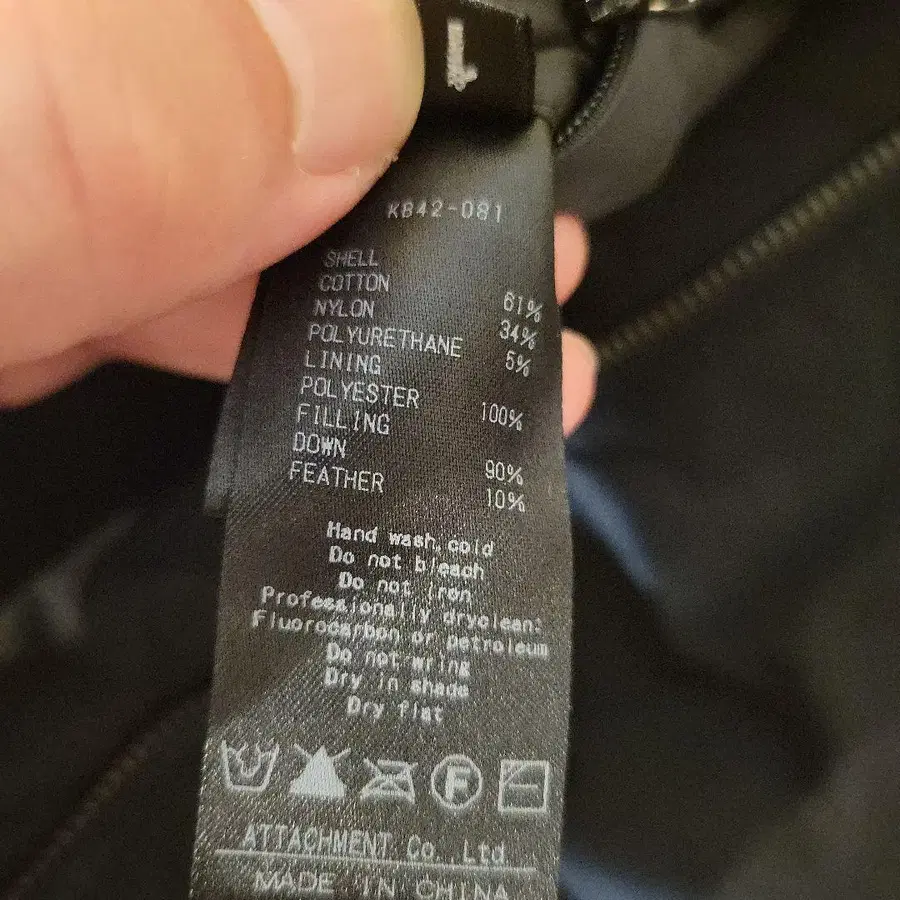 1
KB42-081
SHELL
COTTON 61%
NYLON 34%
POLYURETHANE 5%
LINING
POLYESTER 100%
FILLING
DOWN 90%
FEATHER 10%
Hand wash,cold
Do not bleach
Do not iron
Professionally dryclean:
Fluorocarbon or petroleum
Do not wring
Dry in shade
Dry flat
F
ATTACHMENT Co.,Ltd
MADE IN CHINA